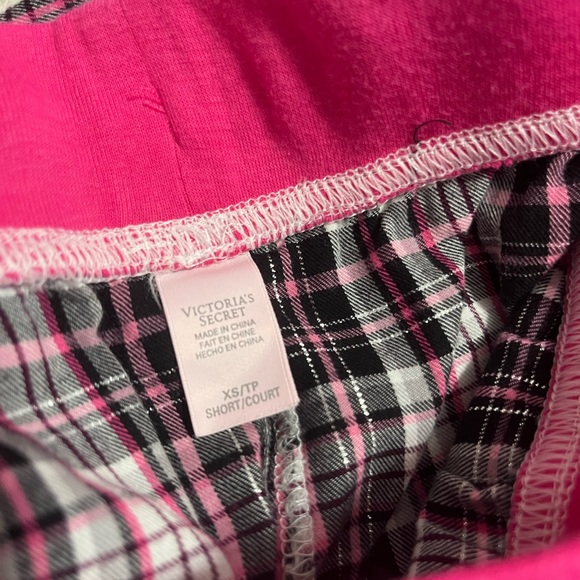 VICTORIA'S
SECRET
MADE IN CHINA
FAIT EN CHINE
HECHO EN CHINA
XS/TP
SHORT/COURT